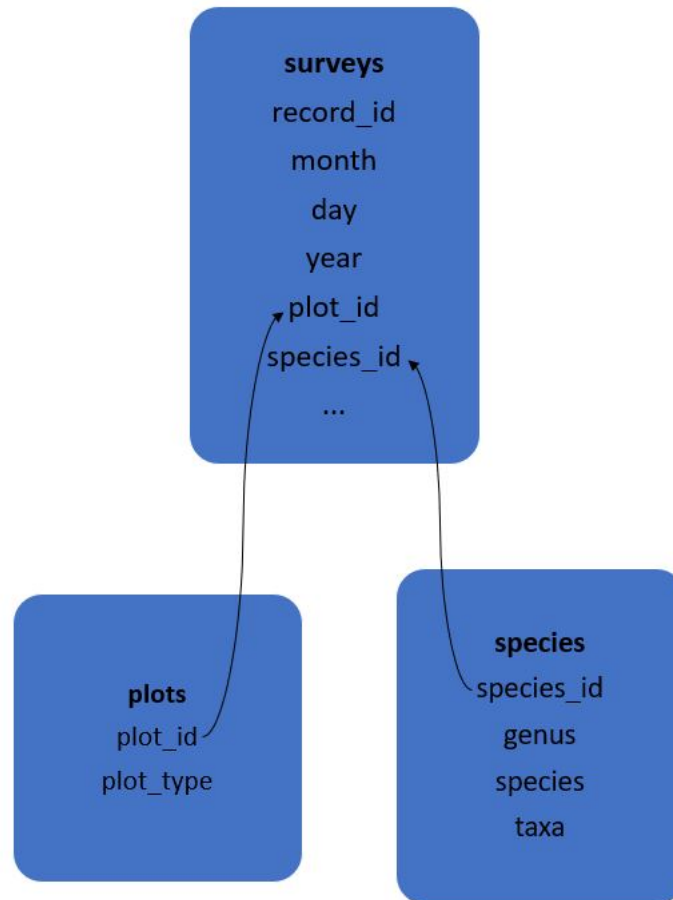 surveys
record_id
month
day
year
plot_id
species_id
...
plots
plot_id
plot_type
species
species_id
genus
species
taxa